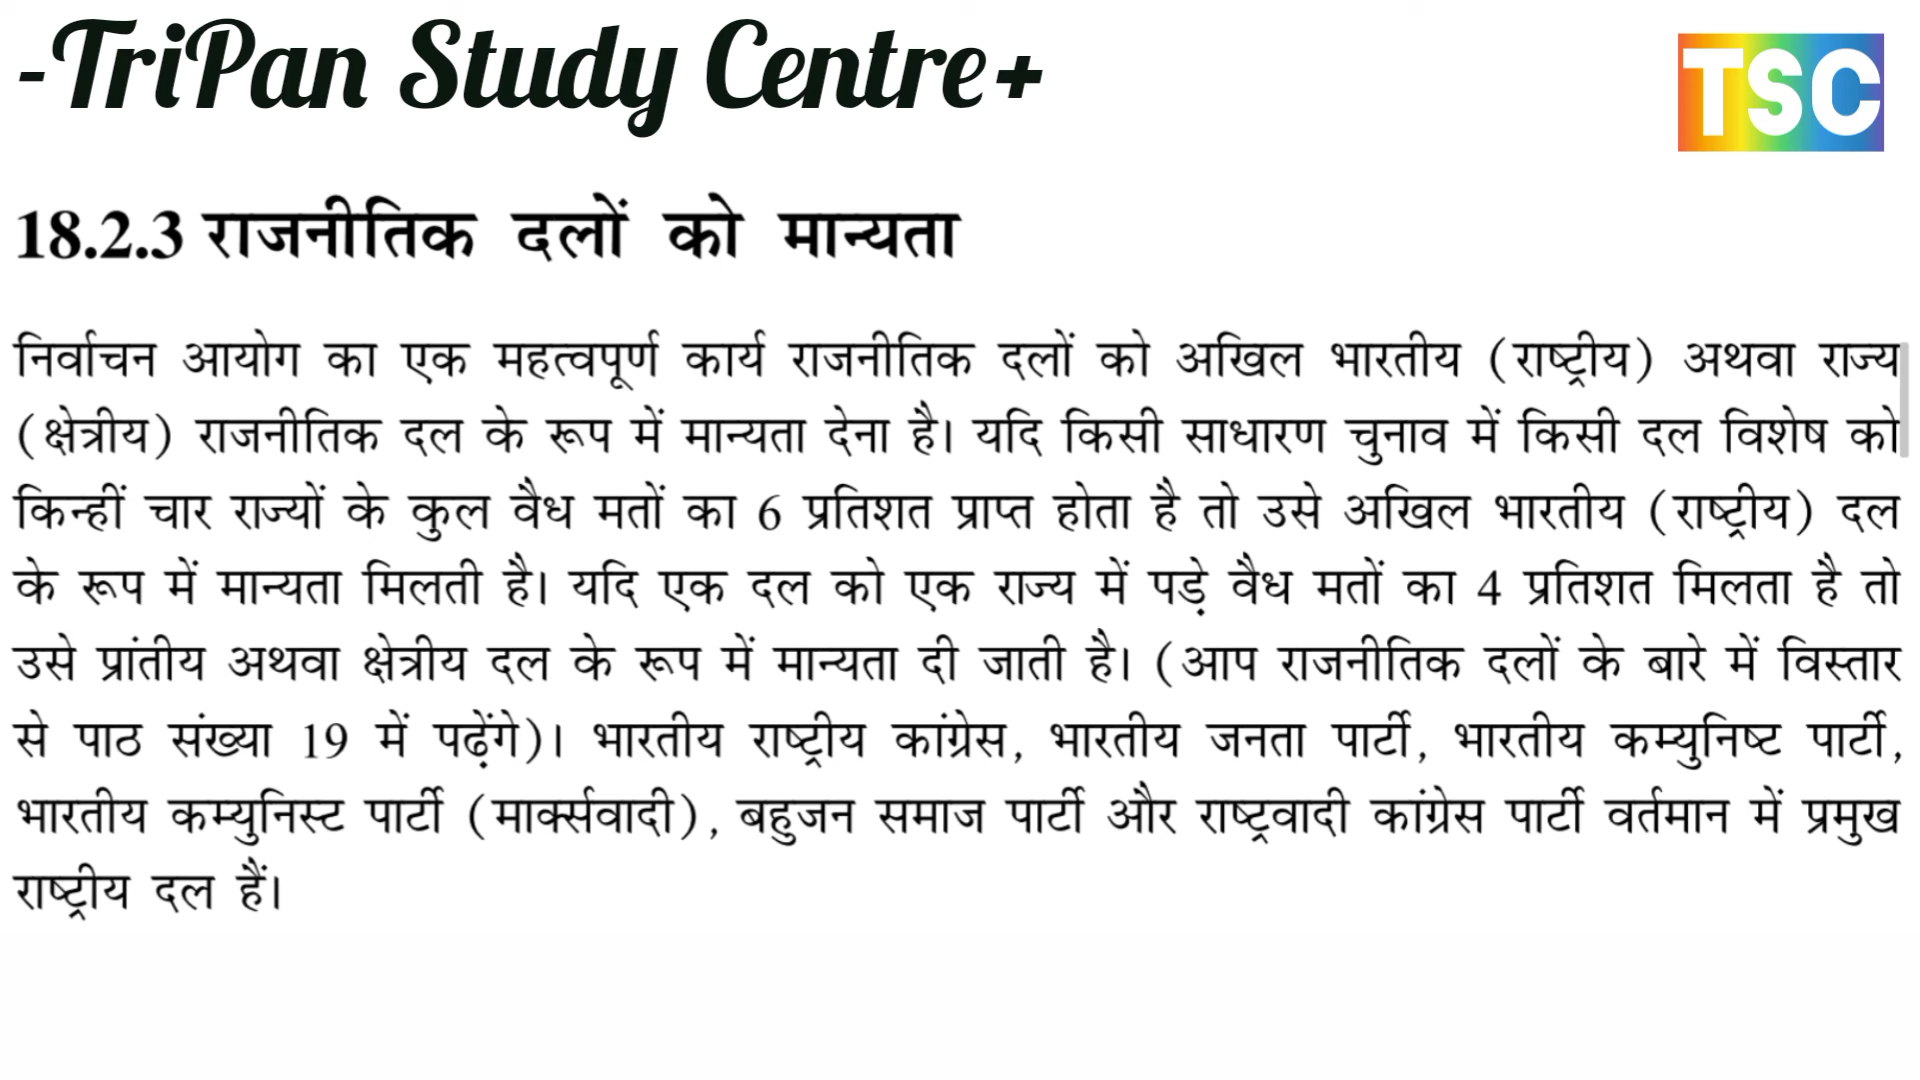 -TriPan Study Centre+
TSC
18.2.3 राजनीतिक दलों को मान्यता
निर्वाचन आयोग का एक महत्वपूर्ण कार्य राजनीतिक दलों को अखिल भारतीय (राष्ट्रीय) अथवा राज्य
(क्षेत्रीय) राजनीतिक दल के रूप में मान्यता देना है। यदि किसी साधारण चुनाव में किसी दल विशेष को
किन्हीं चार राज्यों के कुल वैध मतों का 6 प्रतिशत प्राप्त होता है तो उसे अखिल भारतीय (राष्ट्रीय) दल
के रूप में मान्यता मिलती है। यदि एक दल को एक राज्य में पड़े वैध मतों का 4 प्रतिशत मिलता है तो
उसे प्रांतीय अथवा क्षेत्रीय दल के रूप में मान्यता दी जाती है। (आप राजनीतिक दलों के बारे में विस्तार
से पाठ संख्या 19 में पढ़ेंगे)। भारतीय राष्ट्रीय कांग्रेस, भारतीय जनता पार्टी, भारतीय कम्युनिष्ट पार्टी,
भारतीय कम्युनिस्ट पार्टी (मार्क्सवादी), बहुजन समाज पार्टी और राष्ट्रवादी कांग्रेस पार्टी वर्तमान में प्रमुख
राष्ट्रीय दल हैं।